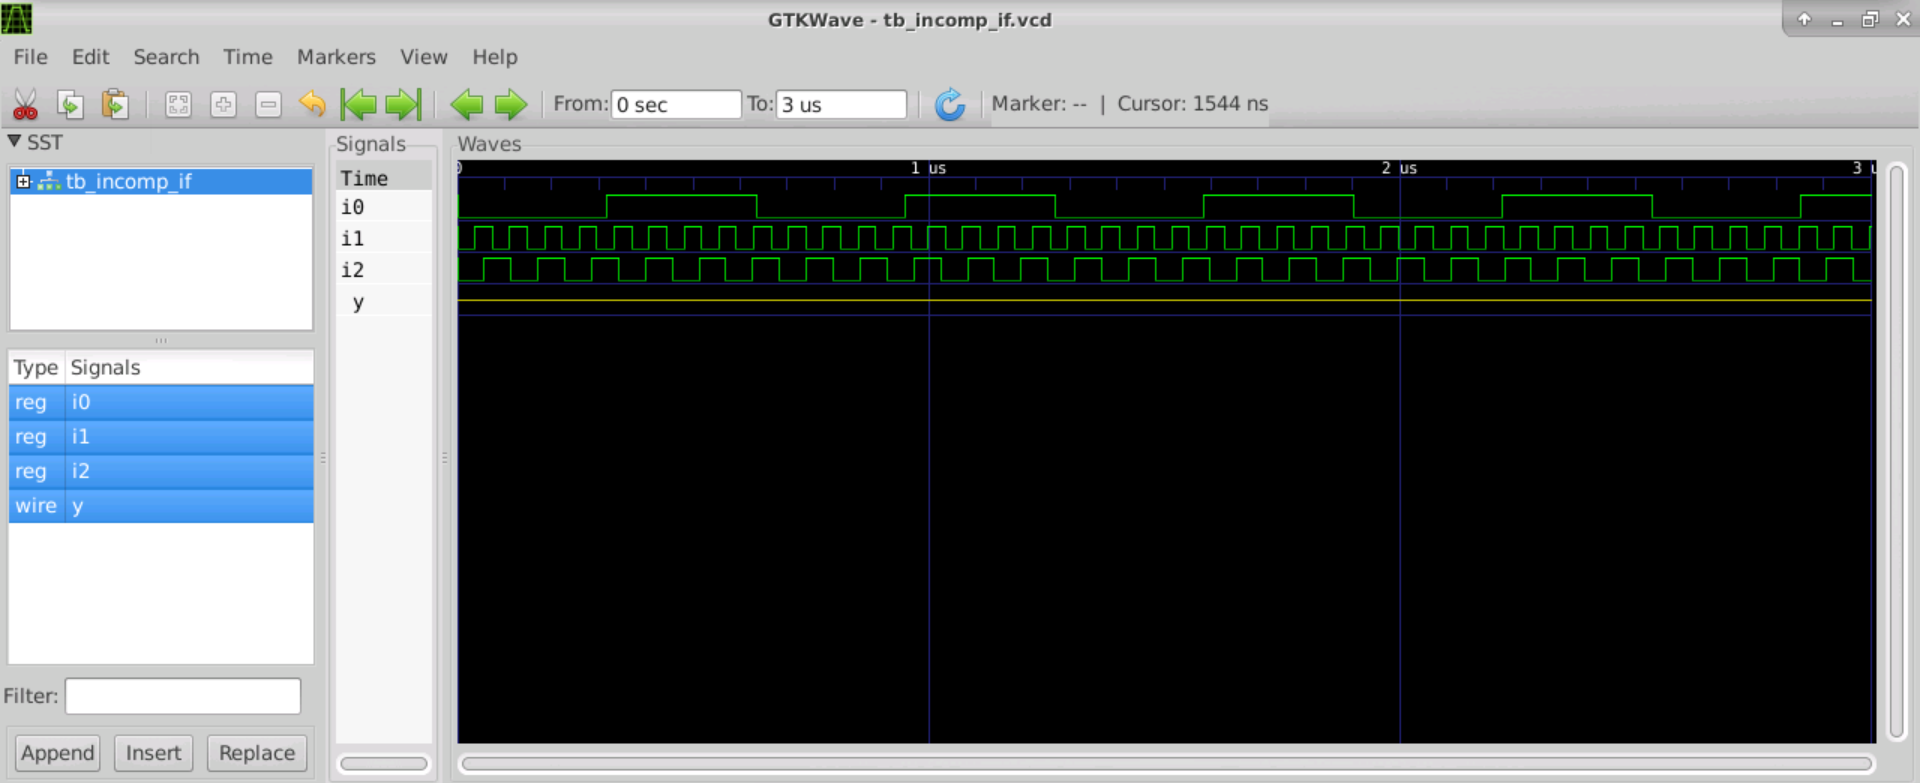 GTKWave - tb_incomp_if.vcd
File Edit Search Time Markers View Help
From: 0 sec To: 3 us Marker: -- | Cursor: 1544 ns
SST
tb_incomp_if
Type Signals
reg i0
reg i1
reg i2
wire y
Filter:
Append Insert Replace
Signals
Time
i0
i1
i2
y
Waves
0 1 us 2 us 3 u